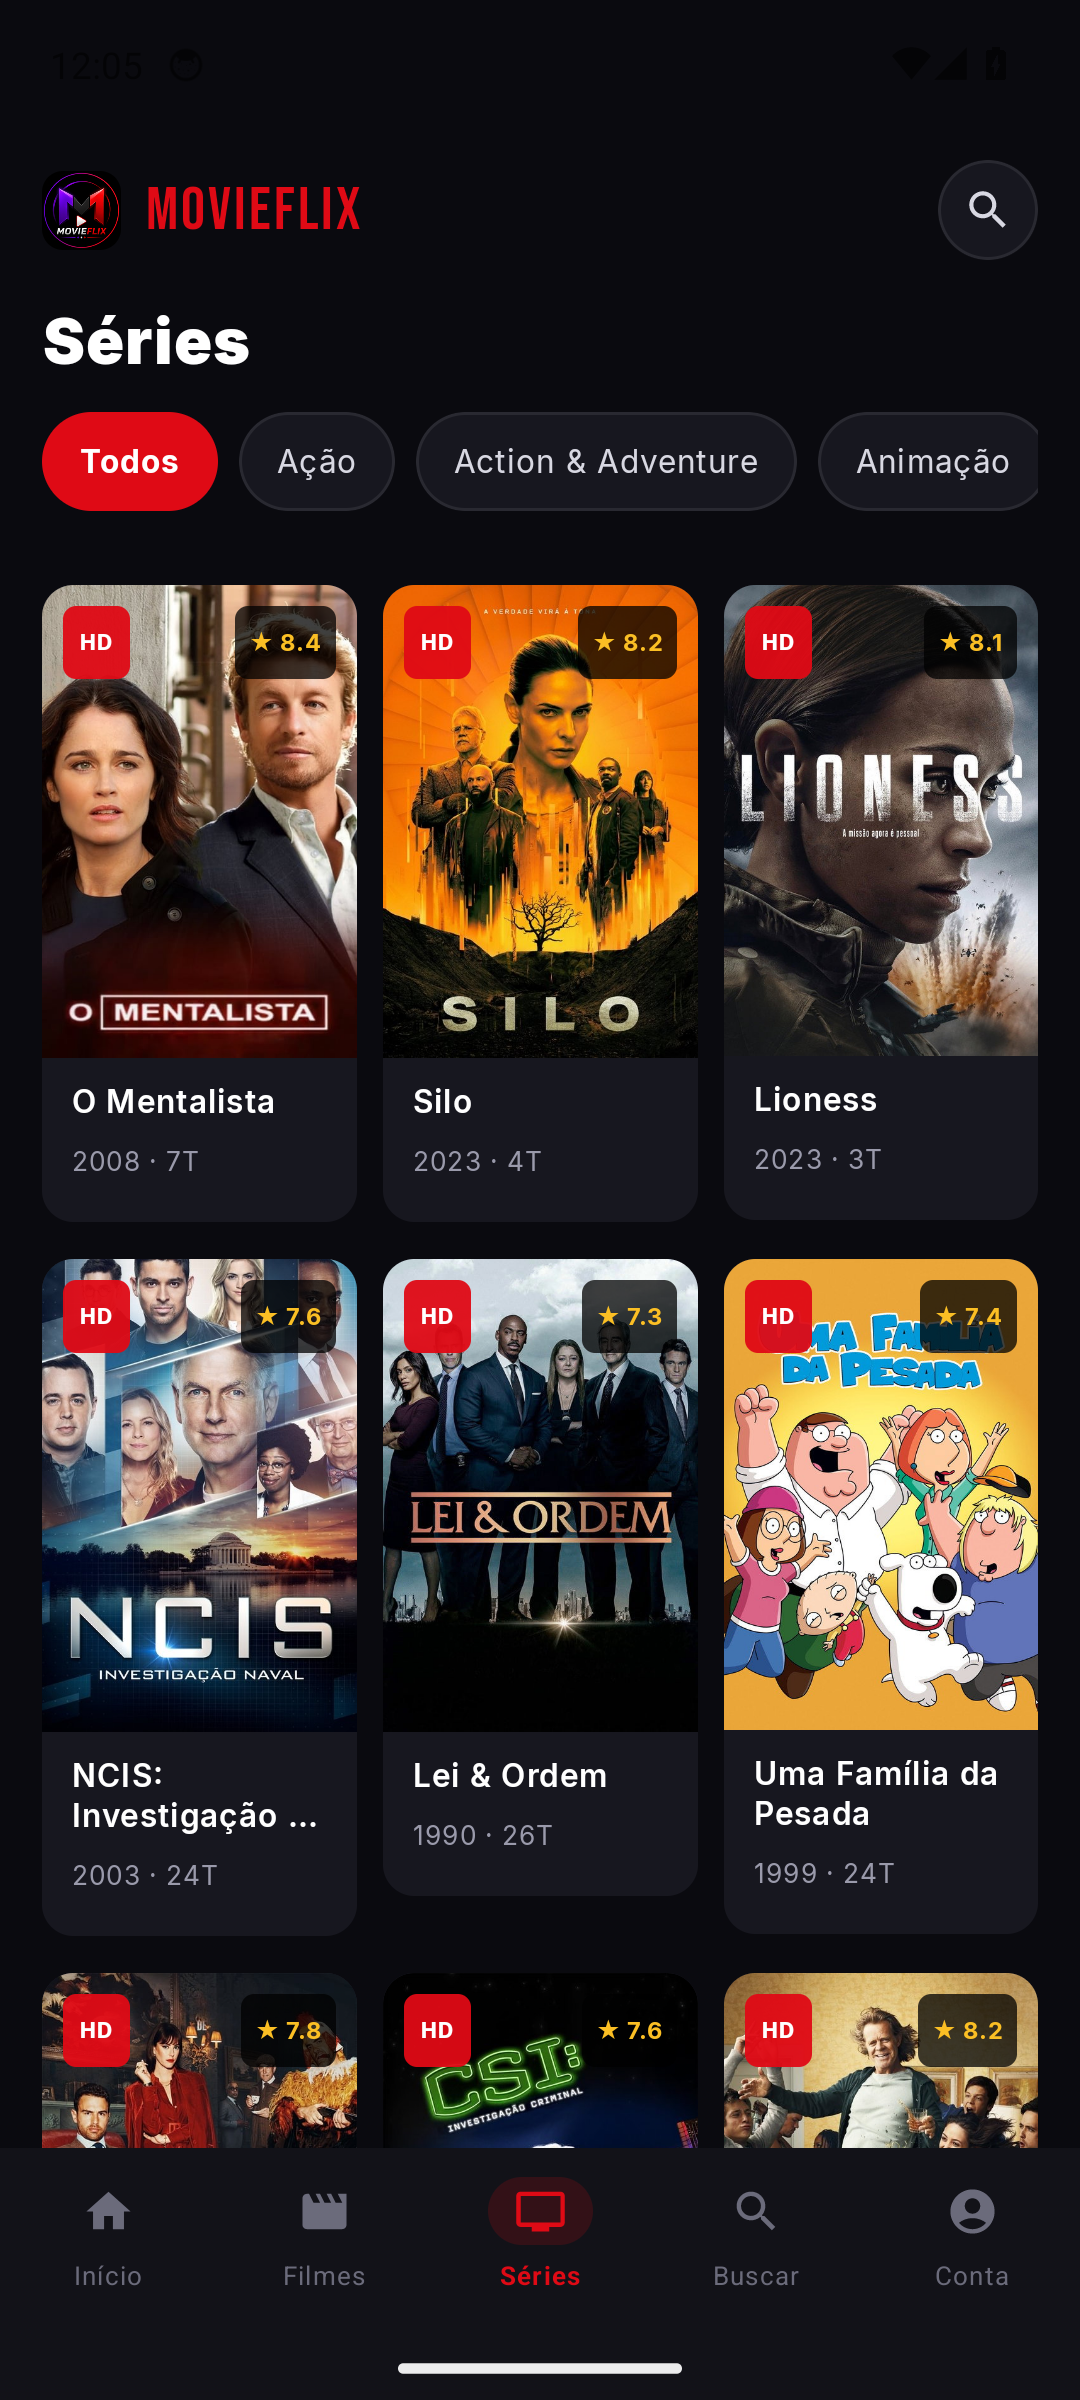 12:05
MOVIEFLIX
MOVIEFLIX
Séries
Todos
Ação
Action & Adventure
Animação
HD
★ 8.4
O MENTALISTA
O Mentalista
2008 · 7T
A VERDADE VIRÁ À
HD
★ 8.2
SILO
Silo
2023 · 4T
HD
★ 8.1
LIONESS
A missão agora é pessoal
Lioness
2023 · 3T
HD
★ 7.6
NCIS
INVESTIGAÇÃO NAVAL
NCIS:
Investigação ...
2003 · 24T
HD
★ 7.3
LEI & ORDEM
Lei & Ordem
1990 · 26T
HD
★ 7.4
UMA FAMÍLIA
DA PESADA
Uma Família da
Pesada
1999 · 24T
HD
★ 7.8
HD
★ 7.6
CSI:
INVESTIGAÇÃO CRIMINAL
HD
★ 8.2
Início
Filmes
Séries
Buscar
Conta